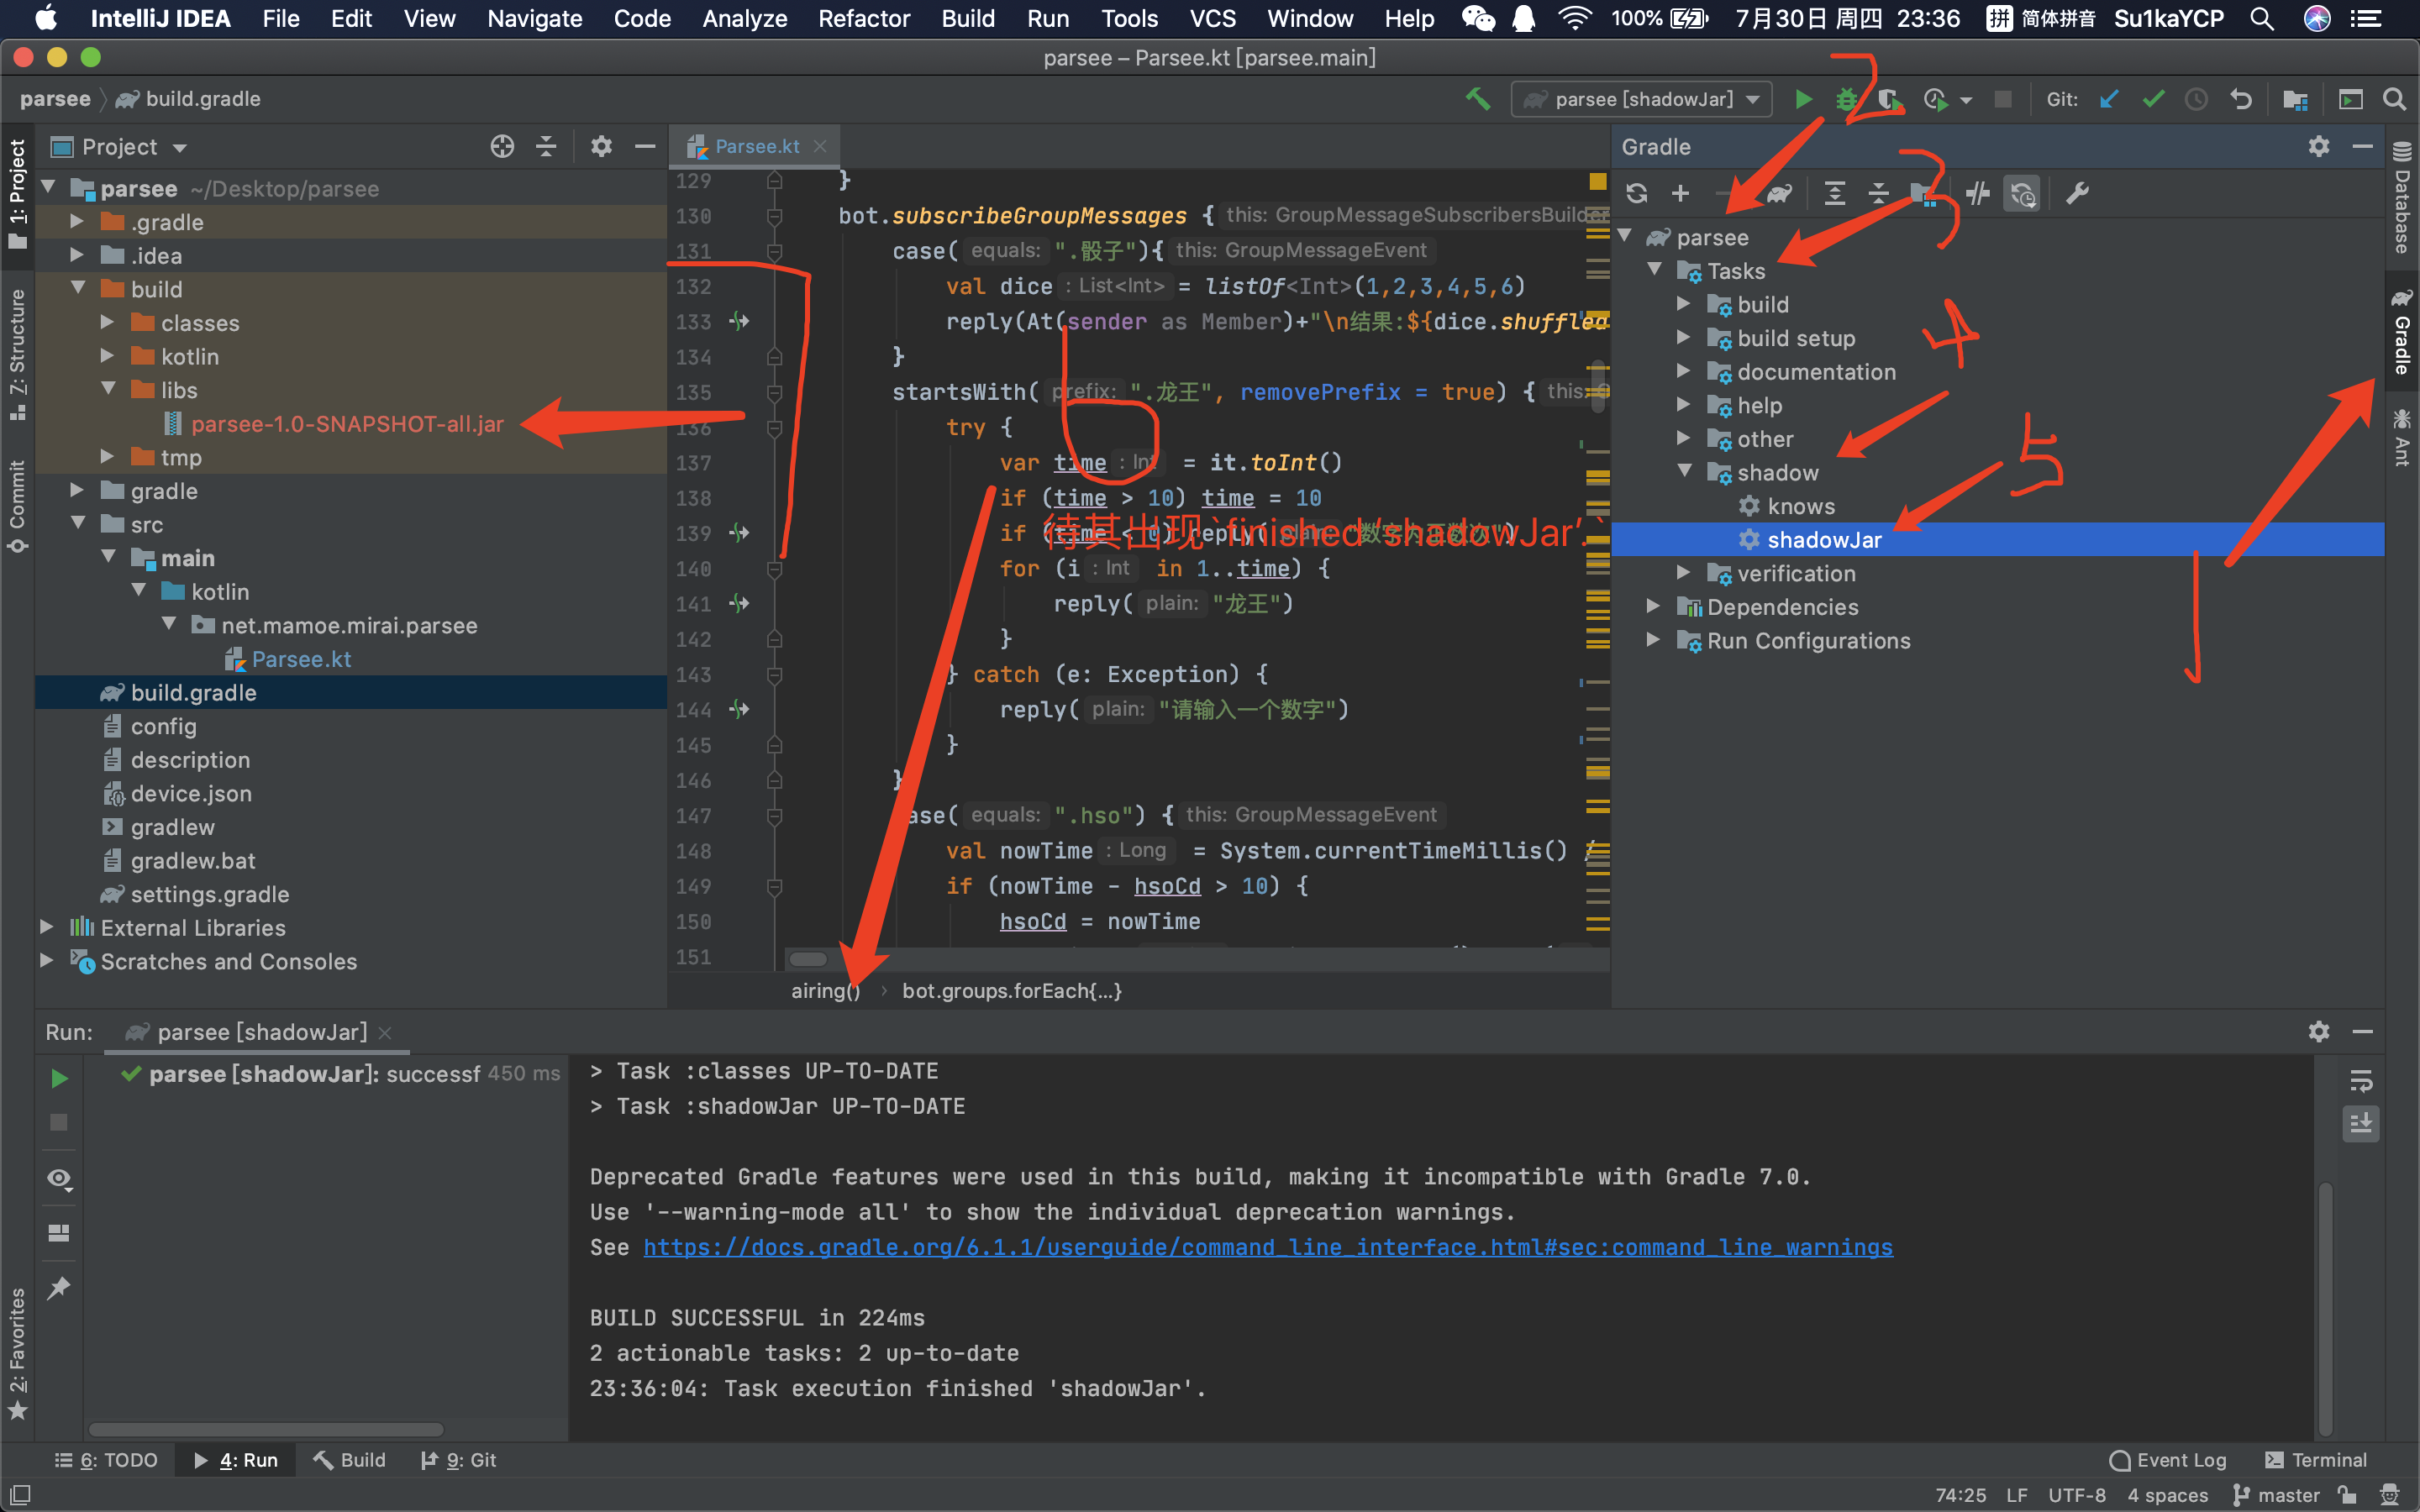 IntelliJ IDEA File Edit View Navigate Code Analyze Refactor Build Run Tools VCS Window Help 100% 7月30日 周四 23:36 拼 简体拼音 Su1kaYCP
parsee – Parsee.kt [parsee.main]
parsee build.gradle
parsee [shadowJar] Git:
2
1: Project
Z: Structure
Commit
2: Favorites
Project
parsee ~/Desktop/parsee
.gradle
.idea
build
classes
kotlin
libs
parsee-1.0-SNAPSHOT-all.jar
tmp
gradle
src
main
kotlin
net.mamoe.mirai.parsee
Parsee.kt
build.gradle
config
description
device.json
gradlew
gradlew.bat
settings.gradle
External Libraries
Scratches and Consoles
Parsee.kt
129 }
130 bot.subscribeGroupMessages { this: GroupMessageSubscribersBuilder
131 case( equals: ".骰子"){ this: GroupMessageEvent
132 val dice : List<Int> = listOf<Int>(1,2,3,4,5,6)
133 reply(At(sender as Member)+"\n结果:${dice.shuffled
134 }
135 startsWith( prefix: ".龙王", removePrefix = true) { this:
136 try {
137 var time : Int = it.toInt()
138 if (time > 10) time = 10
139 if (time < 0) reply( plain: "数字为正数次")
待其出现`finished'shadowJar'.`
140 for (i : Int in 1..time) {
141 reply( plain: "龙王")
142 }
143 } catch (e: Exception) {
144 reply( plain: "请输入一个数字")
145 }
146 }
147 case( equals: ".hso") { this: GroupMessageEvent
148 val nowTime : Long = System.currentTimeMillis() /
149 if (nowTime - hsoCd > 10) {
150 hsoCd = nowTime
151
airing() › bot.groups.forEach{...}
Gradle
3
parsee
Tasks
build
build setup
4
documentation
help
other
5
shadow
knows
shadowJar
verification
Dependencies
Run Configurations
1
Database
Gradle
Ant
Run: parsee [shadowJar]
parsee [shadowJar]: successf 450 ms
> Task :classes UP-TO-DATE
> Task :shadowJar UP-TO-DATE
Deprecated Gradle features were used in this build, making it incompatible with Gradle 7.0.
Use '--warning-mode all' to show the individual deprecation warnings.
See https://docs.gradle.org/6.1.1/userguide/command_line_interface.html#sec:command_line_warnings
BUILD SUCCESSFUL in 224ms
2 actionable tasks: 2 up-to-date
23:36:04: Task execution finished 'shadowJar'.
6: TODO 4: Run Build 9: Git Event Log Terminal
74:25 LF UTF-8 4 spaces master